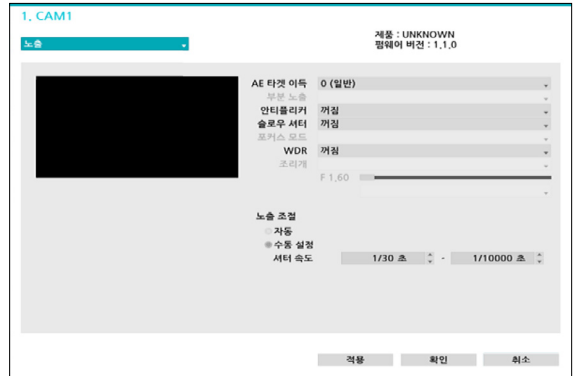 1. CAM1
노출
제품 : UNKNOWN
펌웨어 버전 : 1.1.0
AE 타겟 이득 0 (일반)
부분 노출
안티플리커 꺼짐
슬로우 셔터 꺼짐
포커스 모드
WDR 꺼짐
조리개
F 1.60
노출 조절
자동
수동 설정
셔터 속도 1/30 초 - 1/10000 초
적용 확인 취소